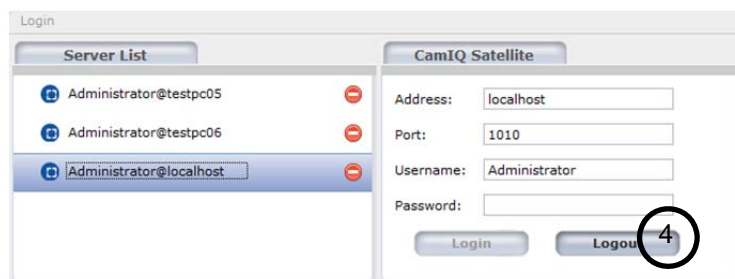 Login
Server List
CamIQ Satellite
Administrator@testpc05
Administrator@testpc06
Administrator@localhost
Address: localhost
Port: 1010
Username: Administrator
Password:
Login
Logou
4